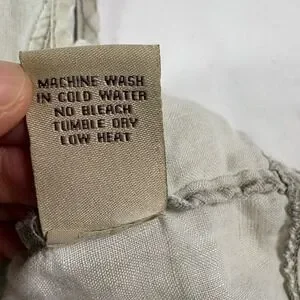 MACHINE WASH
IN COLD WATER
NO BLEACH
TUMBLE DRY
LOW HEAT